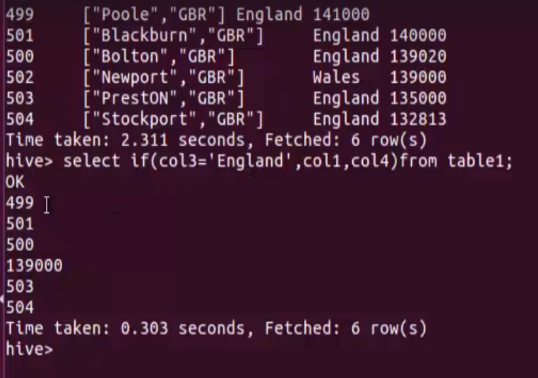 499 ["Poole","GBR"] England 141000
501 ["Blackburn","GBR"] England 140000
500 ["Bolton","GBR"] England 139020
502 ["Newport","GBR"] Wales 139000
503 ["PrestON","GBR"] England 135000
504 ["Stockport","GBR"] England 132813
Time taken: 2.311 seconds, Fetched: 6 row(s)
hive> select if(col3='England',col1,col4)from table1;
OK
499
501
500
139000
503
504
Time taken: 0.303 seconds, Fetched: 6 row(s)
hive>